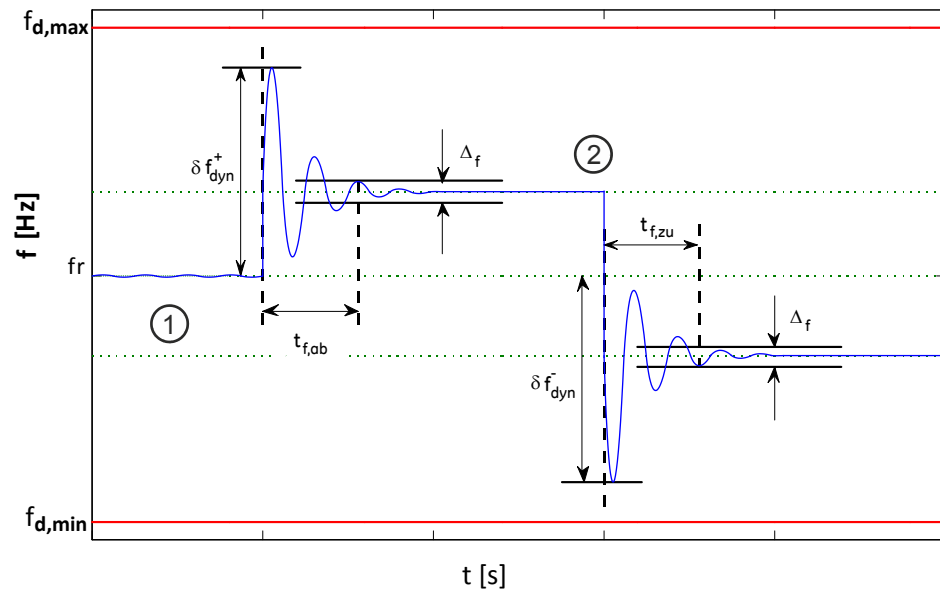 f_d,max
δ f_dyn^+
Δ_f
2
t_f,zu
f [Hz]
fr
1
t_f,ab
δ f_dyn^-
Δ_f
f_d,min
t [s]